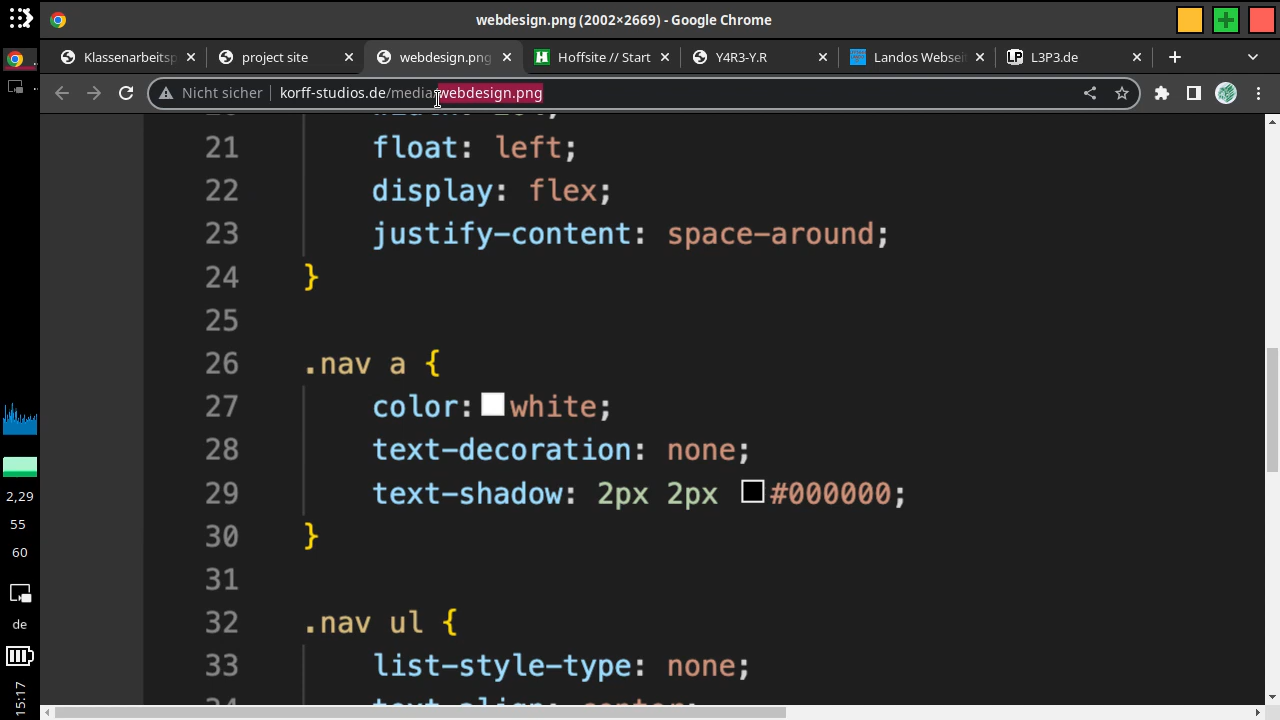 webdesign.png (2002×2669) - Google Chrome
Klassenarbeitsp
project site
webdesign.png
Hoffsite // Start
Y4R3-Y.R
Landos Websei
L3P3.de
Nicht sicher
korff-studios.de/media/webdesign.png
21 float: left;
22 display: flex;
23 justify-content: space-around;
24 }
25
26 .nav a {
27 color: white;
28 text-decoration: none;
29 text-shadow: 2px 2px #000000;
30 }
31
32 .nav ul {
33 list-style-type: none;
2,29
55
60
de
15:17